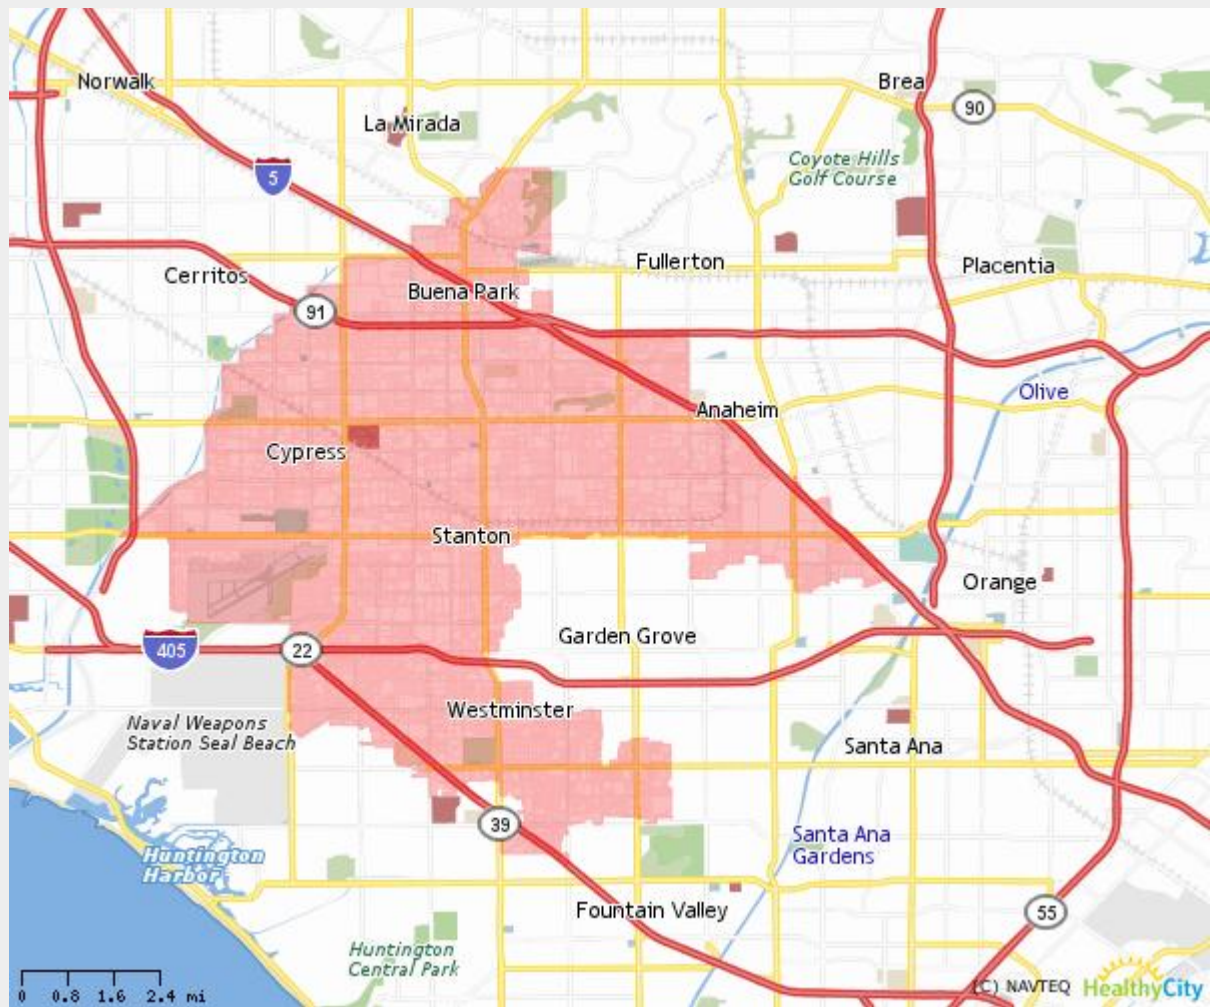 Norwalk
Brea
90
La Mirada
Coyote Hills
Golf Course
5
Fullerton
Placentia
Cerritos
Buena Park
91
Olive
Anaheim
Cypress
Stanton
Orange
Garden Grove
405
22
Naval Weapons
Station Seal Beach
Westminster
Santa Ana
39
Santa Ana
Gardens
Huntington
Harbor
Fountain Valley
55
Huntington
Central Park
0 0.8 1.6 2.4 mi
(C) NAVTEQ
HealthyCity